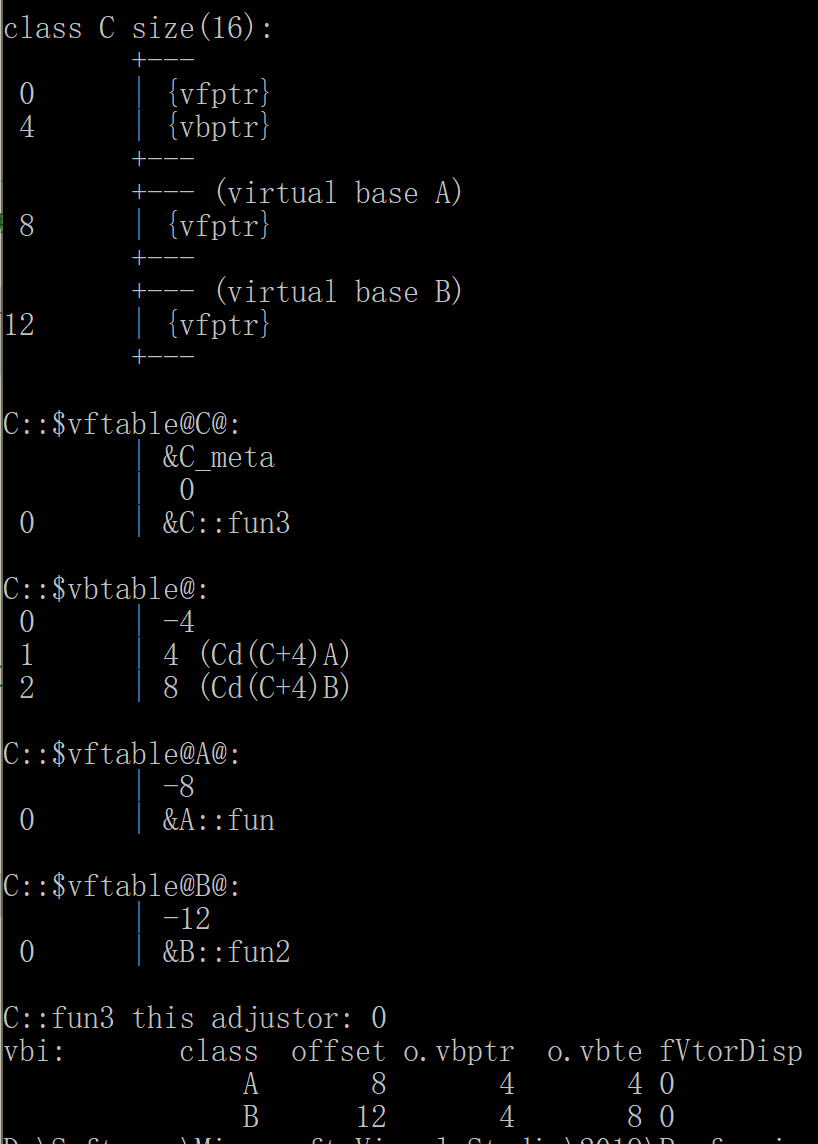 class C size(16):
        +---
 0      | {vfptr}
 4      | {vbptr}
        +---
        +--- (virtual base A)
 8      | {vfptr}
        +---
        +--- (virtual base B)
12      | {vfptr}
        +---
C::$vftable@C@:
        | &C_meta
        |  0
 0      | &C::fun3
C::$vbtable@:
 0      | -4
 1      | 4 (Cd(C+4)A)
 2      | 8 (Cd(C+4)B)
C::$vftable@A@:
        | -8
 0      | &A::fun
C::$vftable@B@:
        | -12
 0      | &B::fun2
C::fun3 this adjustor: 0
vbi:       class  offset o.vbptr  o.vbte fVtorDisp
               A       8       4       4 0
               B      12       4       8 0